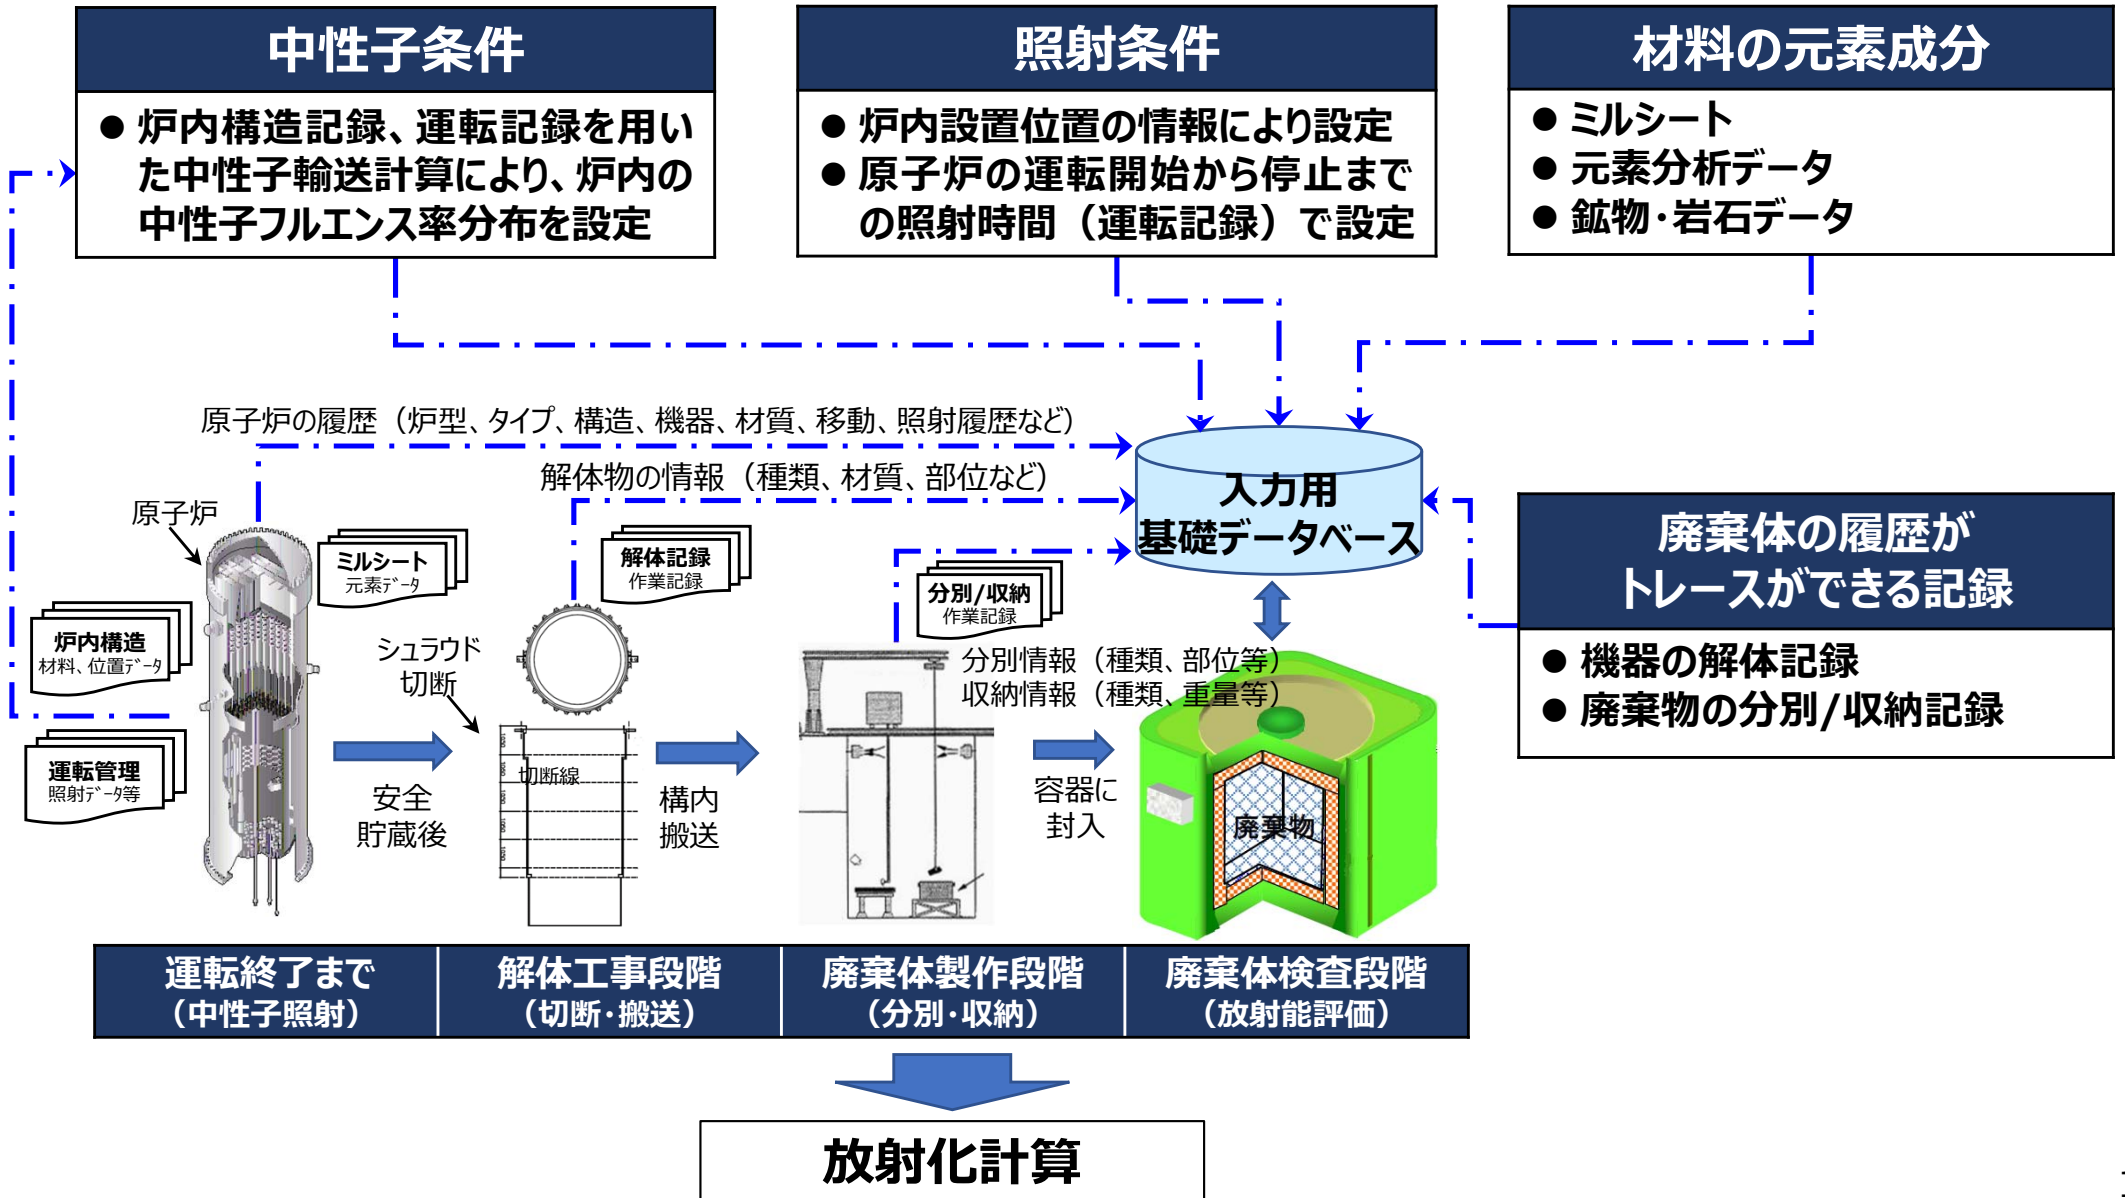 中性子条件
● 炉内構造記録、運転記録を用い
た中性子輸送計算により、炉内の
中性子フルエンス率分布を設定
照射条件
● 炉内設置位置の情報により設定
● 原子炉の運転開始から停止まで
の照射時間（運転記録）で設定
材料の元素成分
● ミルシート
● 元素分析データ
● 鉱物・岩石データ
原子炉の履歴（炉型、タイプ、構造、機器、材質、移動、照射履歴など）
解体物の情報（種類、材質、部位など）
入力用
基礎データベース
廃棄体の履歴が
トレースができる記録
● 機器の解体記録
● 廃棄物の分別/収納記録
原子炉
ミルシート
元素ﾃﾞｰﾀ
解体記録
作業記録
分別/収納
作業記録
炉内構造
材料、位置ﾃﾞｰﾀ
シュラウド
切断
分別情報（種類、部位等）
収納情報（種類、重量等）
運転管理
照射ﾃﾞｰﾀ等
切断線
安全
貯蔵後
構内
搬送
容器に
封入
廃棄物
運転終了まで
（中性子照射）
解体工事段階
（切断・搬送）
廃棄体製作段階
（分別・収納）
廃棄体検査段階
（放射能評価）
放射化計算